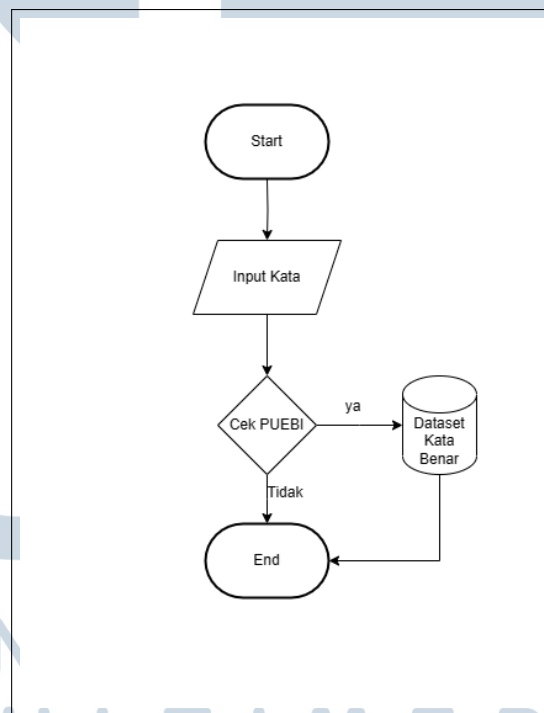 Start
Input Kata
Cek PUEBI
ya
Dataset
Kata
Benar
Tidak
End